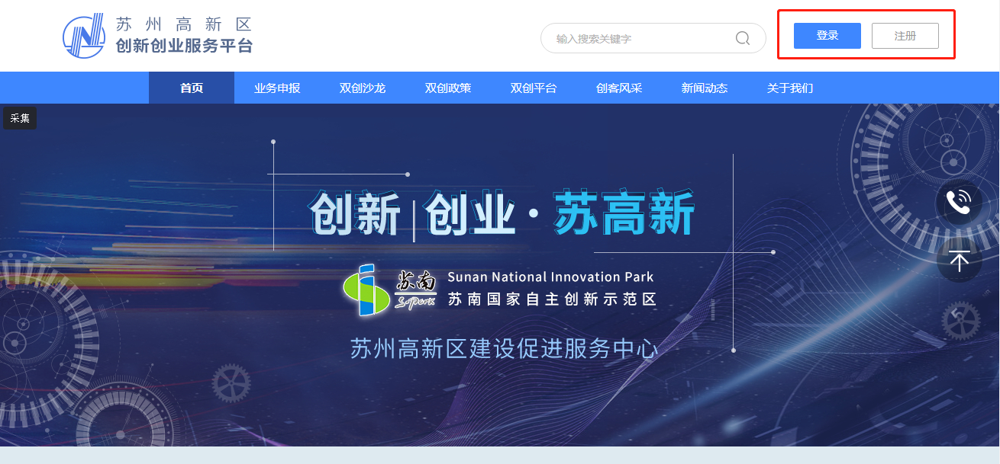 苏州高新区
创新创业服务平台
输入搜索关键字
登录
注册
首页 业务申报 双创沙龙 双创政策 双创平台 创客风采 新闻动态 关于我们
采集
创新|创业·苏高新
苏南
Sunan National Innovation Park
苏南国家自主创新示范区
苏州高新区建设促进服务中心